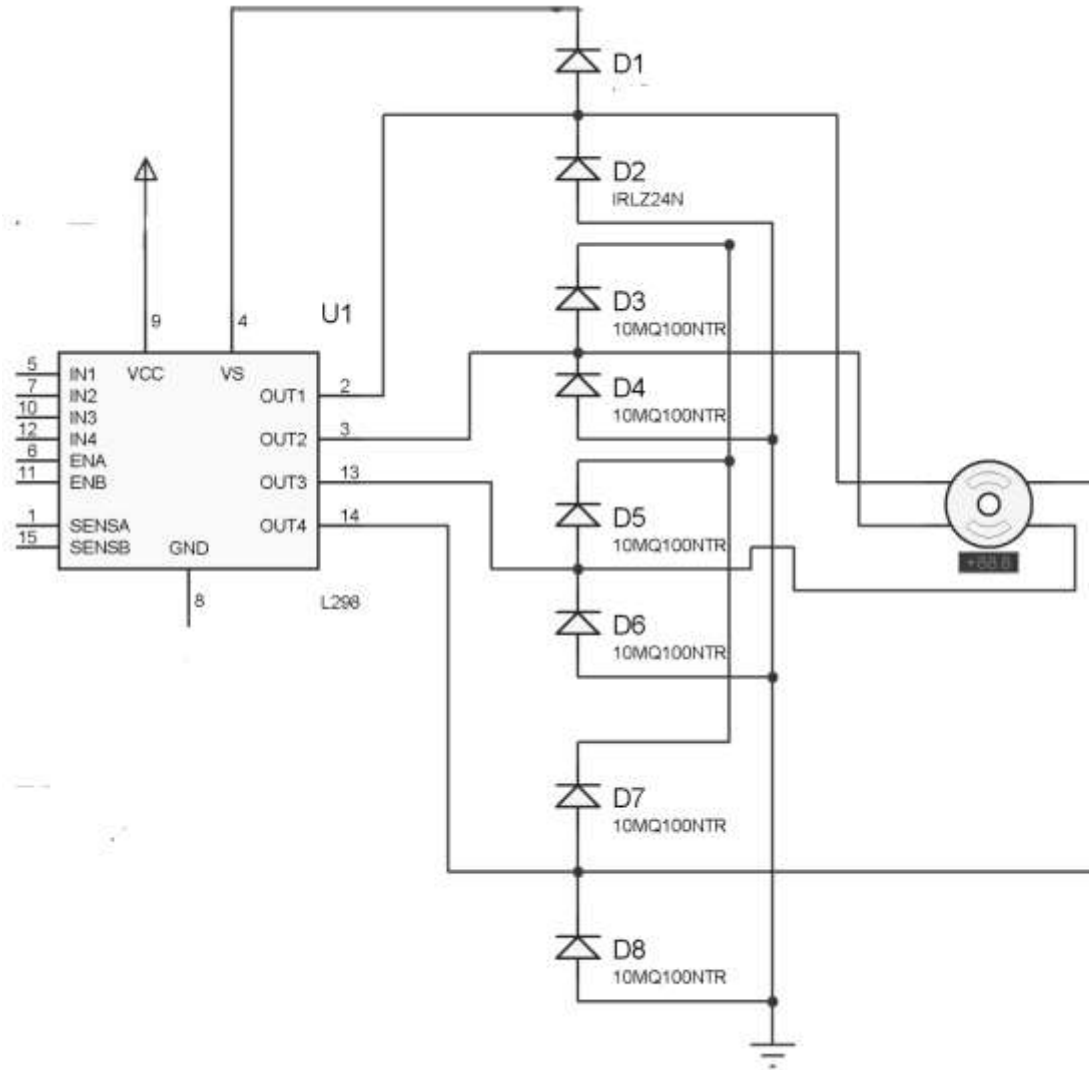 D1
D2
IRLZ24N
D3
10MQ100NTR
D4
10MQ100NTR
D5
10MQ100NTR
D6
10MQ100NTR
D7
10MQ100NTR
D8
10MQ100NTR
U1
9
4
5
7
10
12
6
11
1
15
IN1
IN2
IN3
IN4
ENA
ENB
SENSA
SENSB
VCC
VS
GND
OUT1
OUT2
OUT3
OUT4
2
3
13
14
8
L298
+88.8